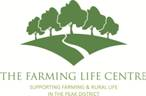 THE FARMING LIFE CENTRE
SUPPORTING FARMING & RURAL LIFE
IN THE PEAK DISTRICT